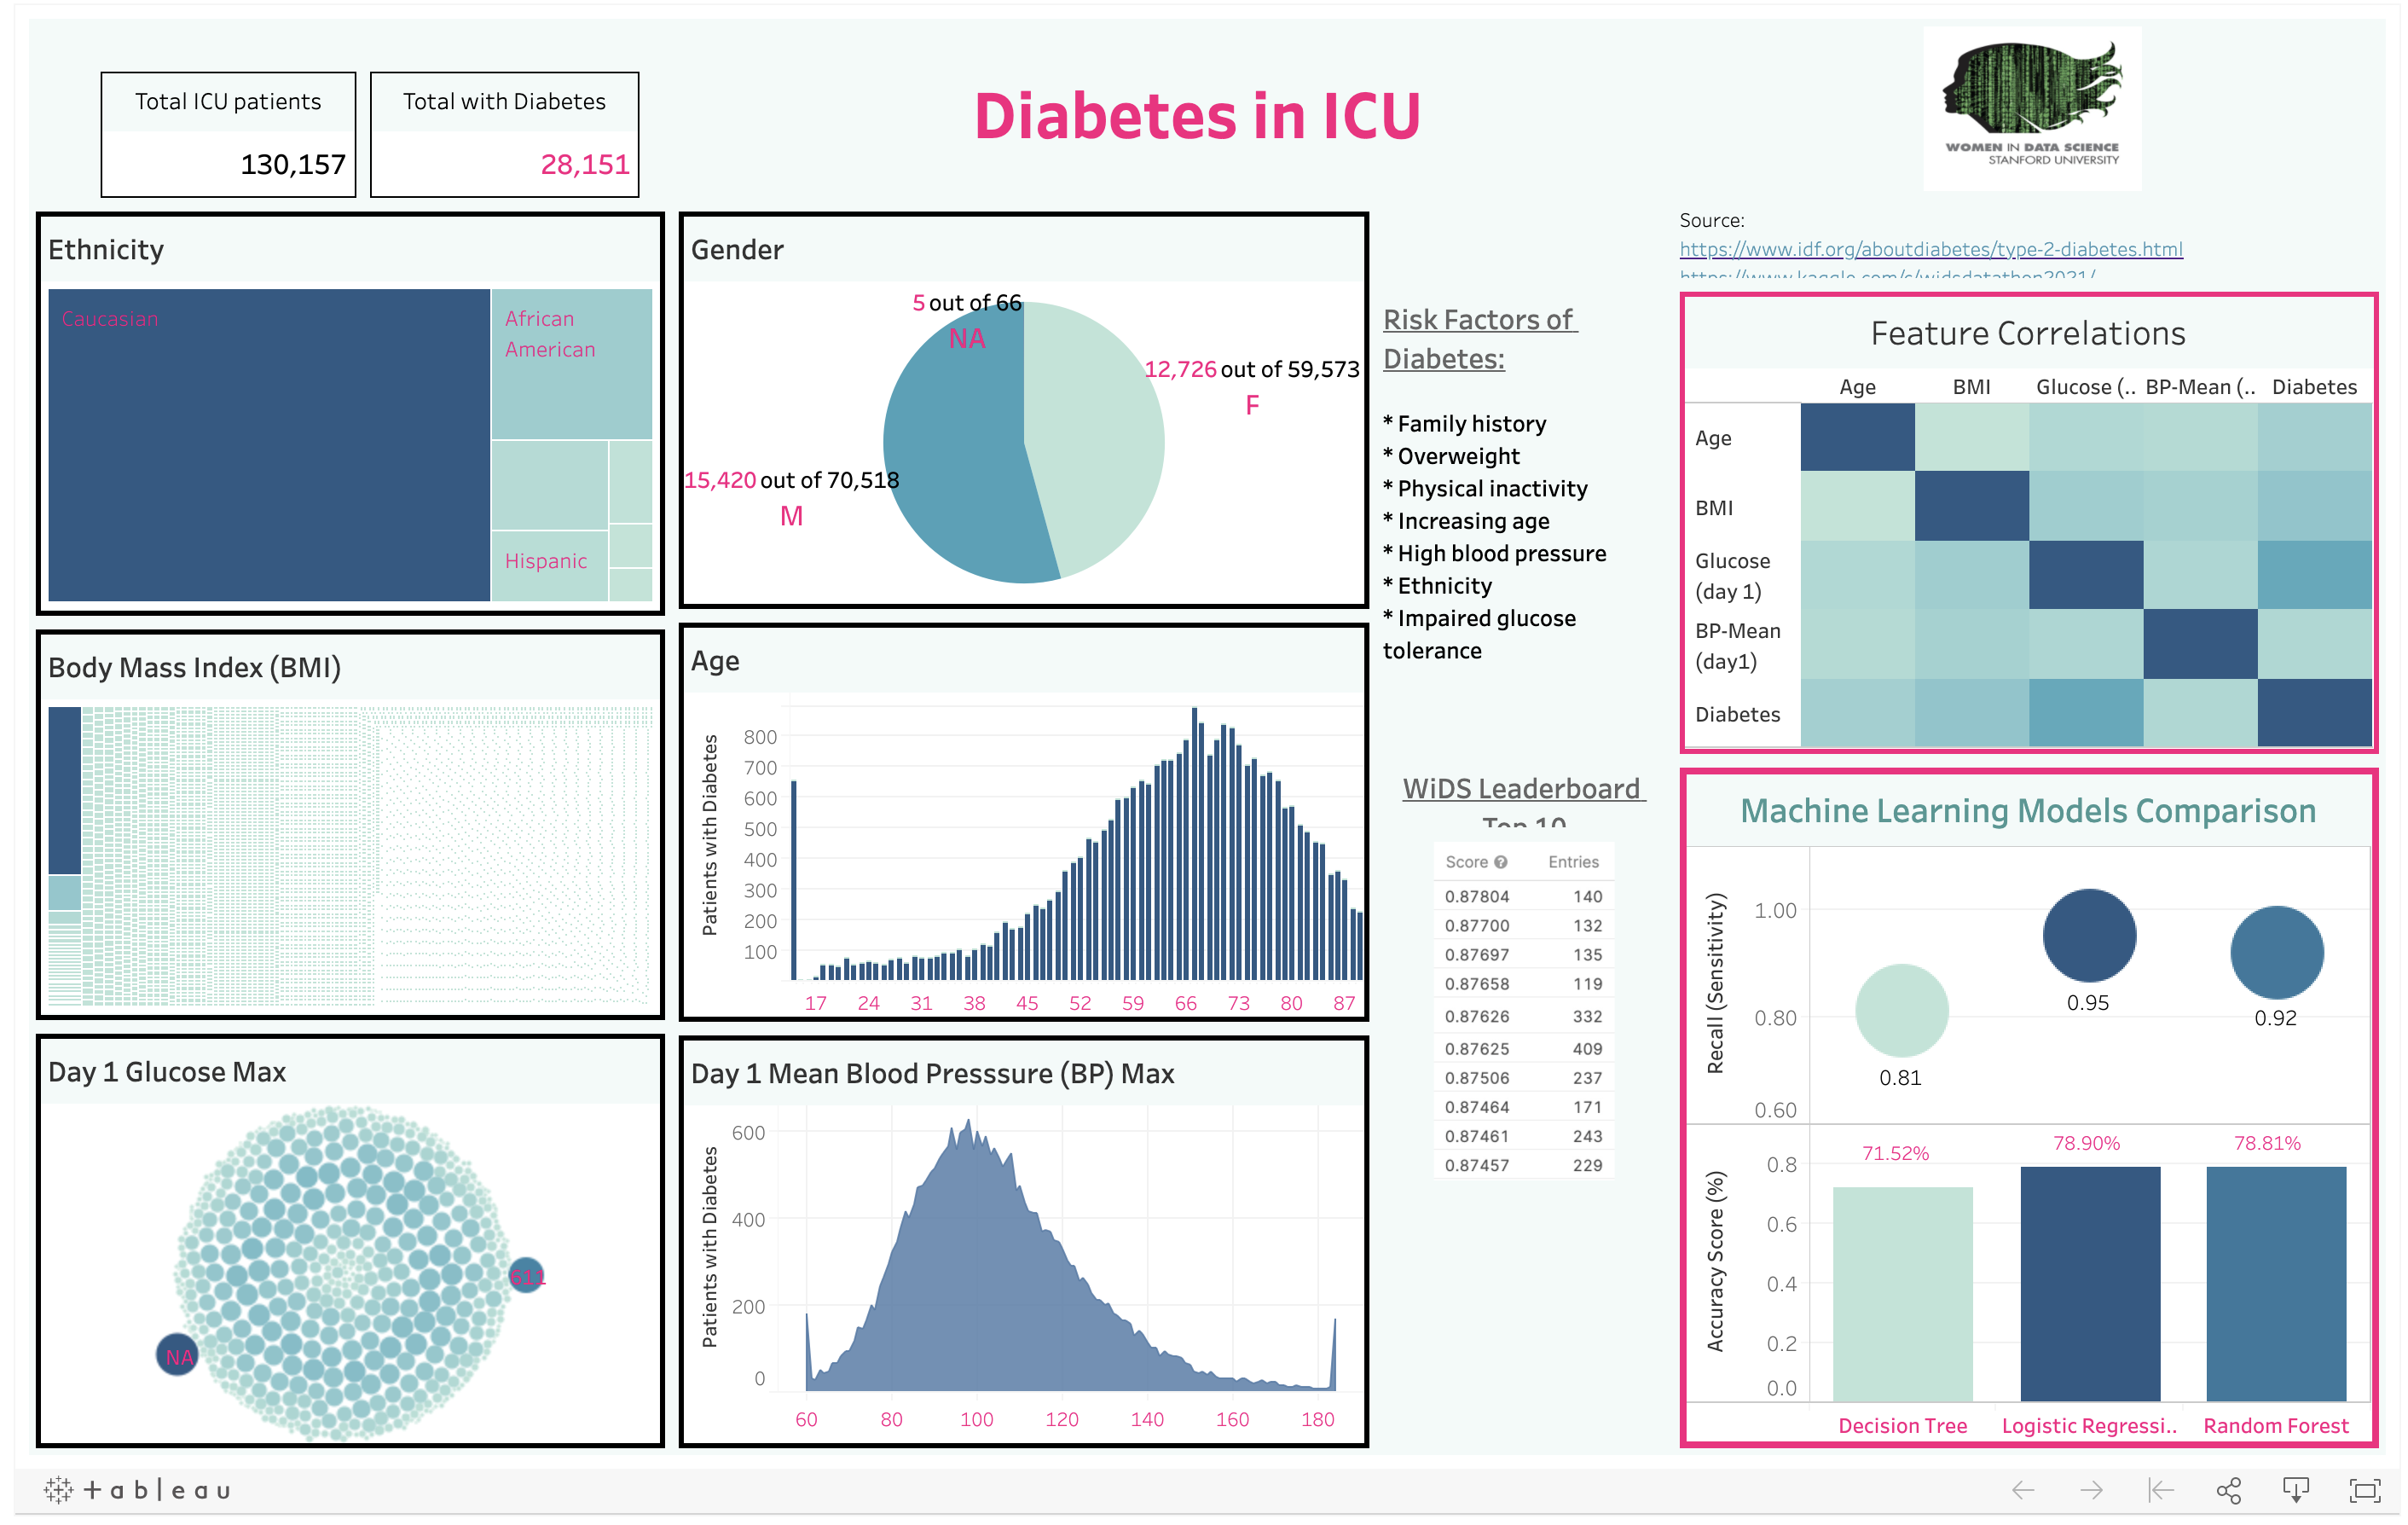 Total ICU patients
130,157
Total with Diabetes
28,151
Diabetes in ICU
WOMEN IN DATA SCIENCE
STANFORD UNIVERSITY
Source:
https://www.idf.org/aboutdiabetes/type-2-diabetes.html
https://www.kaggle.com/c/widsdatathon2021/
Ethnicity
Caucasian
African
American
Hispanic
Gender
5 out of 66
NA
12,726 out of 59,573
F
15,420 out of 70,518
M
Risk Factors of
Diabetes:
* Family history
* Overweight
* Physical inactivity
* Increasing age
* High blood pressure
* Ethnicity
* Impaired glucose
tolerance
Feature Correlations
Age BMI Glucose (.. BP-Mean (.. Diabetes
Age
BMI
Glucose
(day 1)
BP-Mean
(day1)
Diabetes
Body Mass Index (BMI)
Age
Patients with Diabetes
800
700
600
500
400
300
200
100
17 24 31 38 45 52 59 66 73 80 87
WiDS Leaderboard
Top 10
Score ? Entries
0.87804 140
0.87700 132
0.87697 135
0.87658 119
0.87626 332
0.87625 409
0.87506 237
0.87464 171
0.87461 243
0.87457 229
Machine Learning Models Comparison
Recall (Sensitivity)
1.00
0.80
0.60
0.81
0.95
0.92
Accuracy Score (%)
0.8
0.6
0.4
0.2
0.0
71.52%
78.90%
78.81%
Decision Tree Logistic Regressi.. Random Forest
Day 1 Glucose Max
611
NA
Day 1 Mean Blood Presssure (BP) Max
Patients with Diabetes
600
400
200
0
60 80 100 120 140 160 180
+ a b l e a u